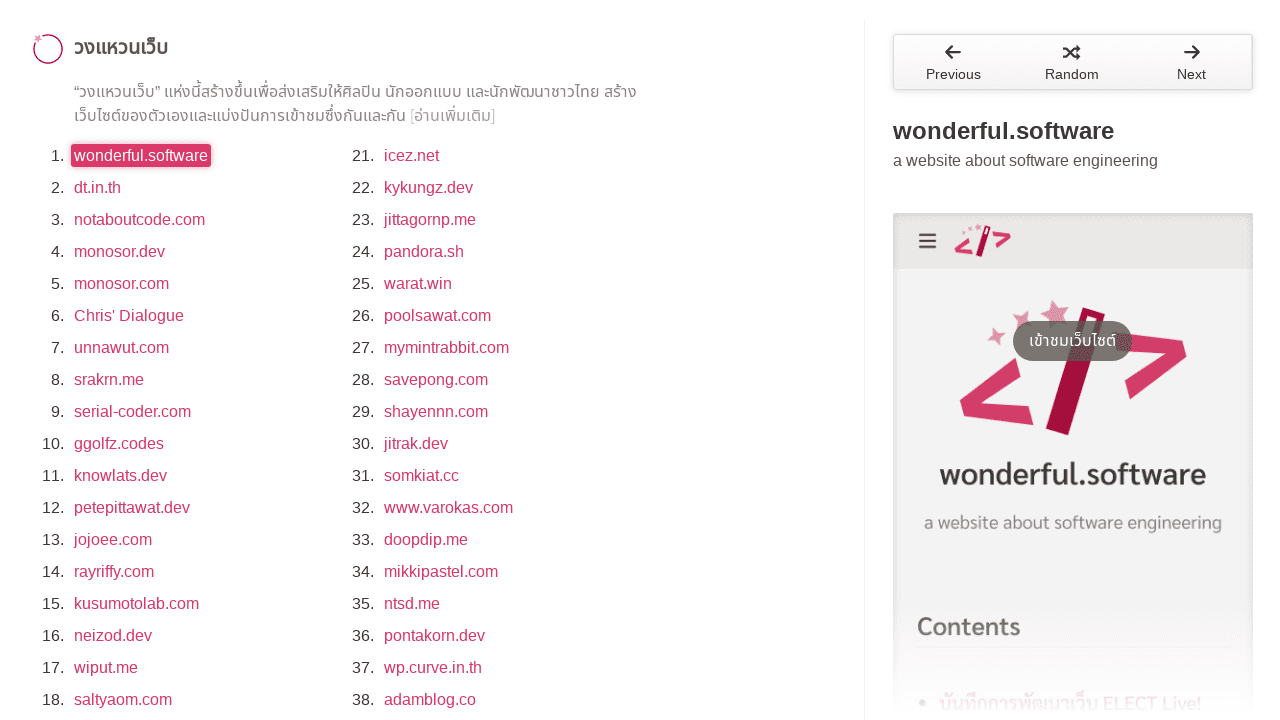 วงแหวนเว็บ
“วงแหวนเว็บ” แห่งนี้สร้างขึ้นเพื่อส่งเสริมให้ศิลปิน นักออกแบบ และนักพัฒนาชาวไทย สร้าง
เว็บไซต์ของตัวเองและแบ่งปันการเข้าชมซึ่งกันและกัน [อ่านเพิ่มเติม]
1. wonderful.software
2. dt.in.th
3. notaboutcode.com
4. monosor.dev
5. monosor.com
6. Chris' Dialogue
7. unnawut.com
8. srakrn.me
9. serial-coder.com
10. ggolfz.codes
11. knowlats.dev
12. petepittawat.dev
13. jojoee.com
14. rayriffy.com
15. kusumotolab.com
16. neizod.dev
17. wiput.me
18. saltyaom.com
21. icez.net
22. kykungz.dev
23. jittagornp.me
24. pandora.sh
25. warat.win
26. poolsawat.com
27. mymintrabbit.com
28. savepong.com
29. shayennn.com
30. jitrak.dev
31. somkiat.cc
32. www.varokas.com
33. doopdip.me
34. mikkipastel.com
35. ntsd.me
36. pontakorn.dev
37. wp.curve.in.th
38. adamblog.co
Previous
Random
Next
wonderful.software
a website about software engineering
เข้าชมเว็บไซต์
wonderful.software
a website about software engineering
Contents
บันทึกการพัฒนาเว็บ ELECT Live!